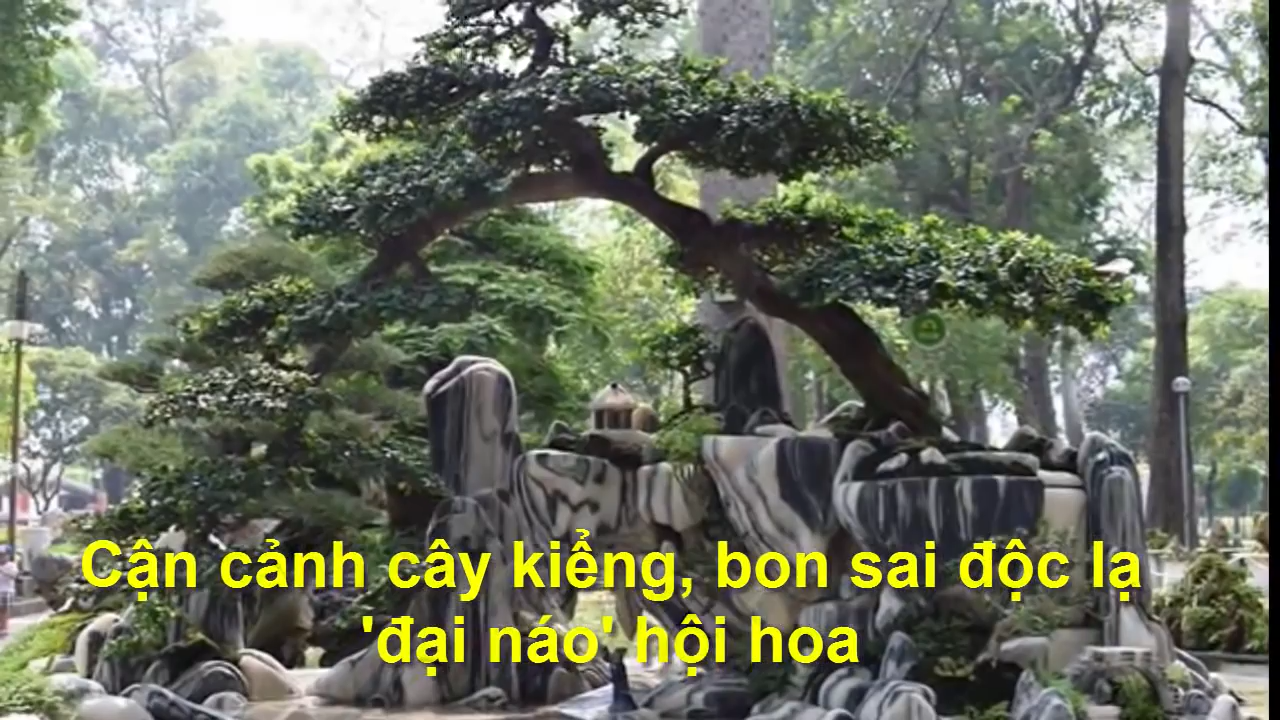 Cận cảnh cây kiểng, bon sai độc lạ
'đại náo' hội hoa